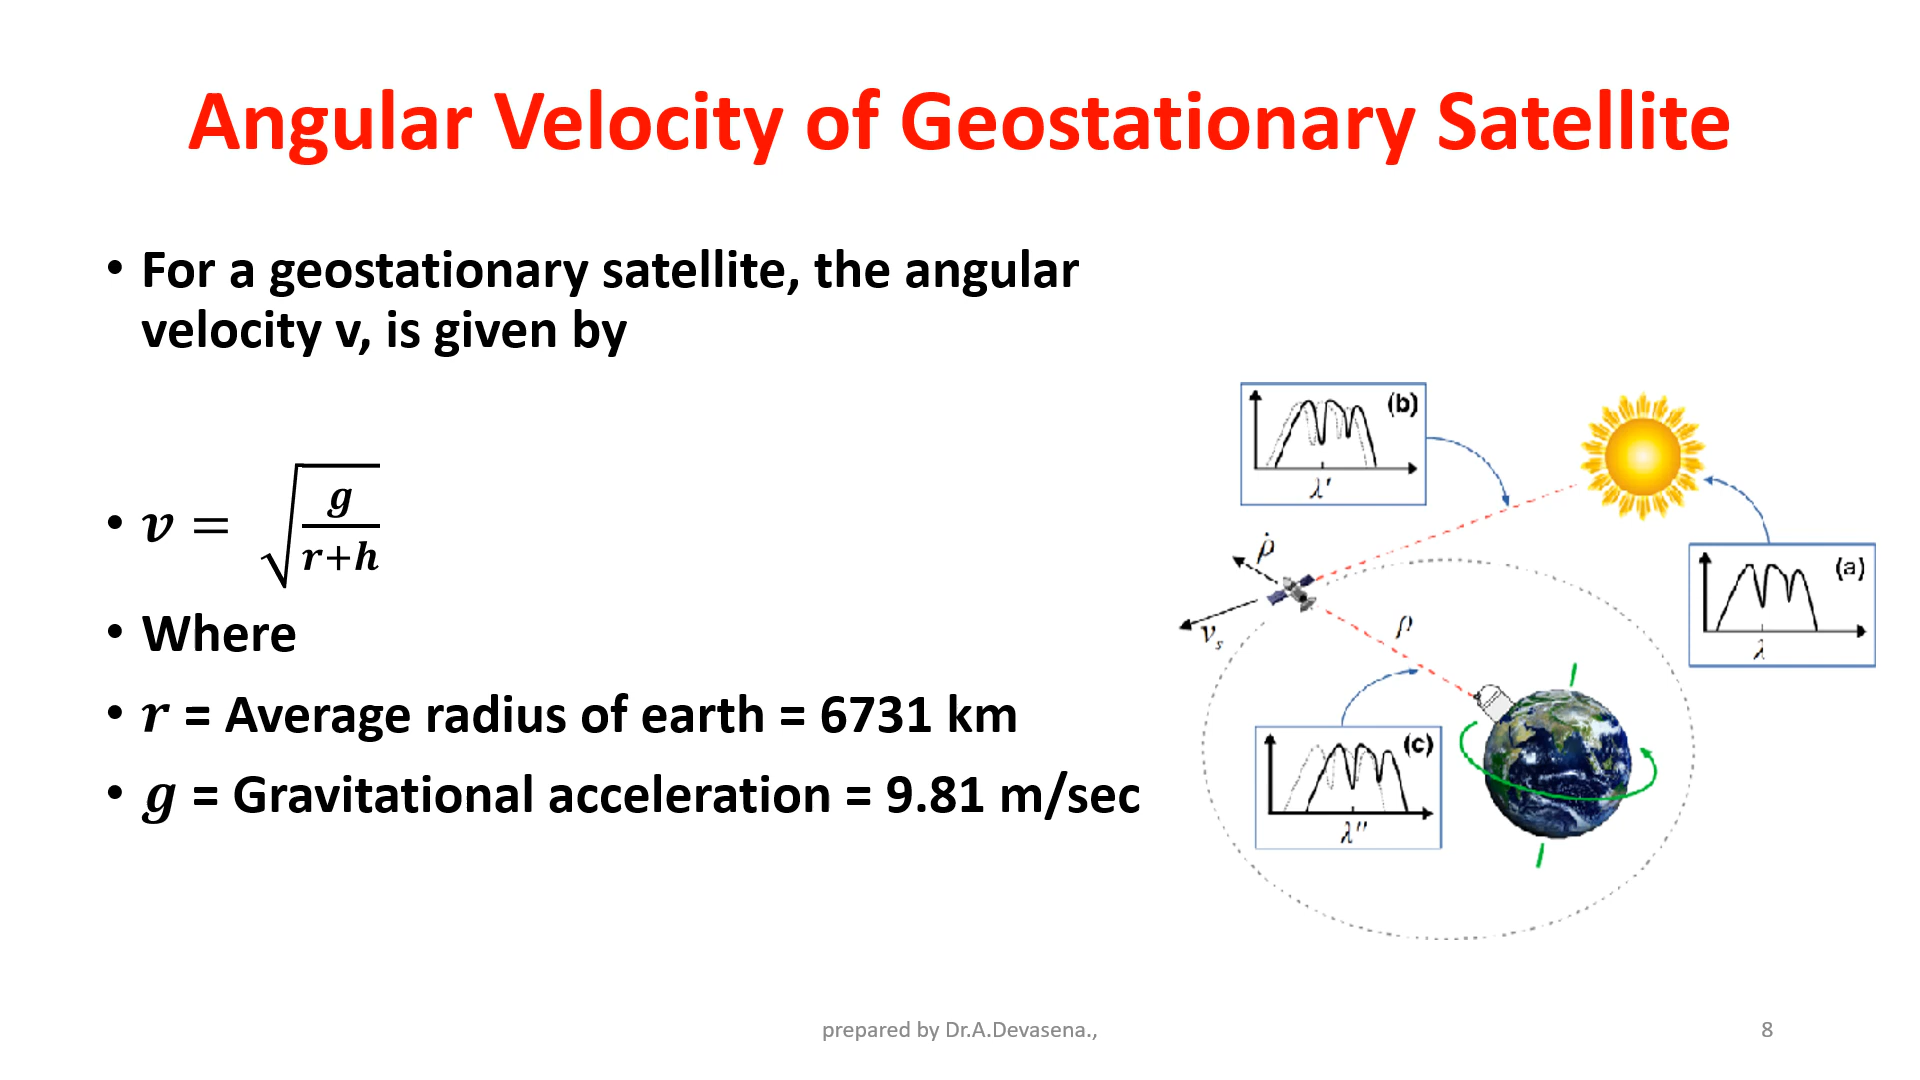 Angular Velocity of Geostationary Satellite
• For a geostationary satellite, the angular
velocity v, is given by
• v = √(g/(r+h))
• Where
• r = Average radius of earth = 6731 km
• g = Gravitational acceleration = 9.81 m/sec
(b)
λ'
(a)
λ
ρ̇
vₛ
ρ
(c)
λ''
prepared by Dr.A.Devasena.,
8